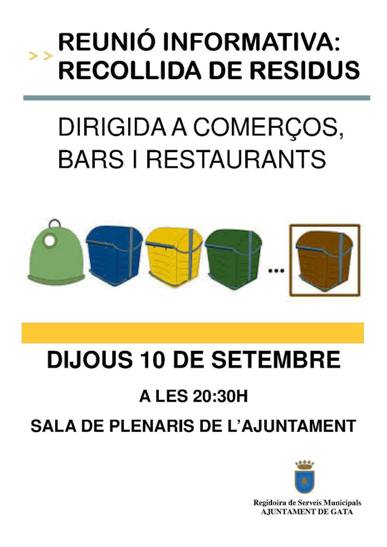 >> REUNIÓ INFORMATIVA:
RECOLLIDA DE RESIDUS
DIRIGIDA A COMERÇOS,
BARS I RESTAURANTS
...
DIJOUS 10 DE SETEMBRE
A LES 20:30H
SALA DE PLENARIS DE L'AJUNTAMENT
Regidoira de Serveis Municipals
AJUNTAMENT DE GATA